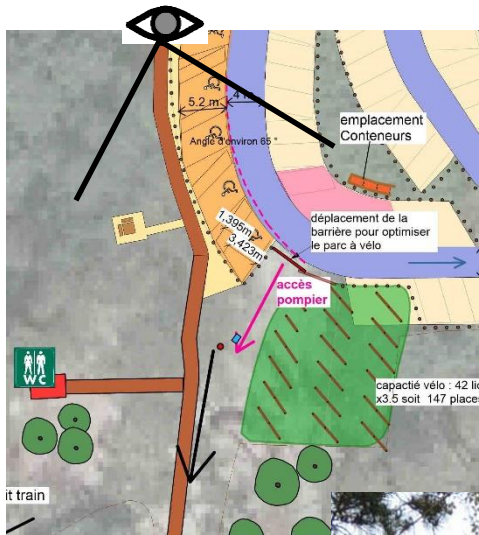 5.2 m
Angle d'environ 65
emplacement
Conteneurs
1,395m
3,423m
déplacement de la
barrière pour optimiser
le parc à vélo
accès
pompier
WC
capactié vélo : 42 lic
x3.5 soit 147 places
it train